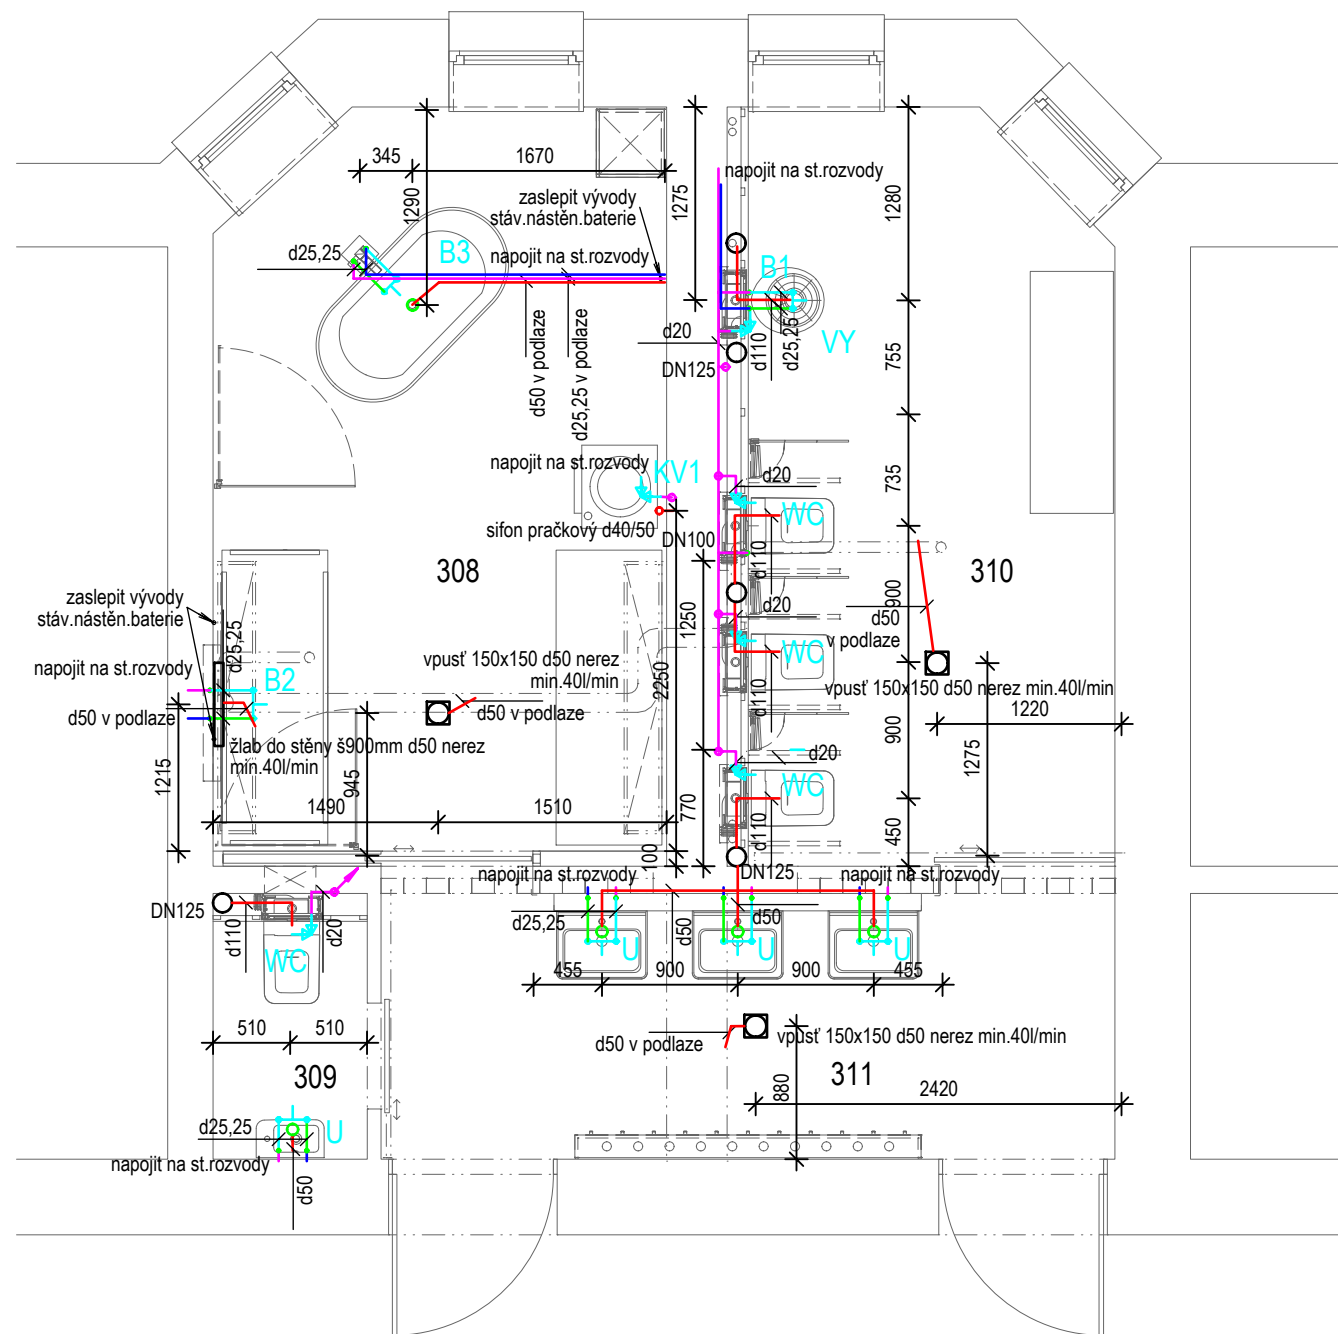 345
1670
1290
1275
1280
napojit na st.rozvody
zaslepit vývody
stáv.nástěn.baterie
d25,25
B3
napojit na st.rozvody
B1
d20
d110
d25,25
VY
755
DN125
d50 v podlaze
d25,25 v podlaze
napojit na st.rozvody
KV1
d20
735
WC
sifon pračkový d40/50
DN100
d110
308
310
zaslepit vývody
stáv.nástěn.baterie
d25,25
1250
d20
900
d50
v podlaze
napojit na st.rozvody
B2
vpusť 150x150 d50 nerez
min.40l/min
2250
WC
vpusť 150x150 d50 nerez min.40l/min
d50 v podlaze
d50 v podlaze
d110
1220
žlab do stěny š900mm d50 nerez
min.40l/min
900
1275
d20
1215
945
WC
1490
1510
770
d110
450
100
napojit na st.rozvody
DN125
napojit na st.rozvody
DN125
d110
d20
d25,25
d50
d50
WC
U
U
U
455
900
900
455
510
510
d50 v podlaze
vpusť 150x150 d50 nerez min.40l/min
309
311
880
2420
d25,25
U
napojit na st.rozvody
d50